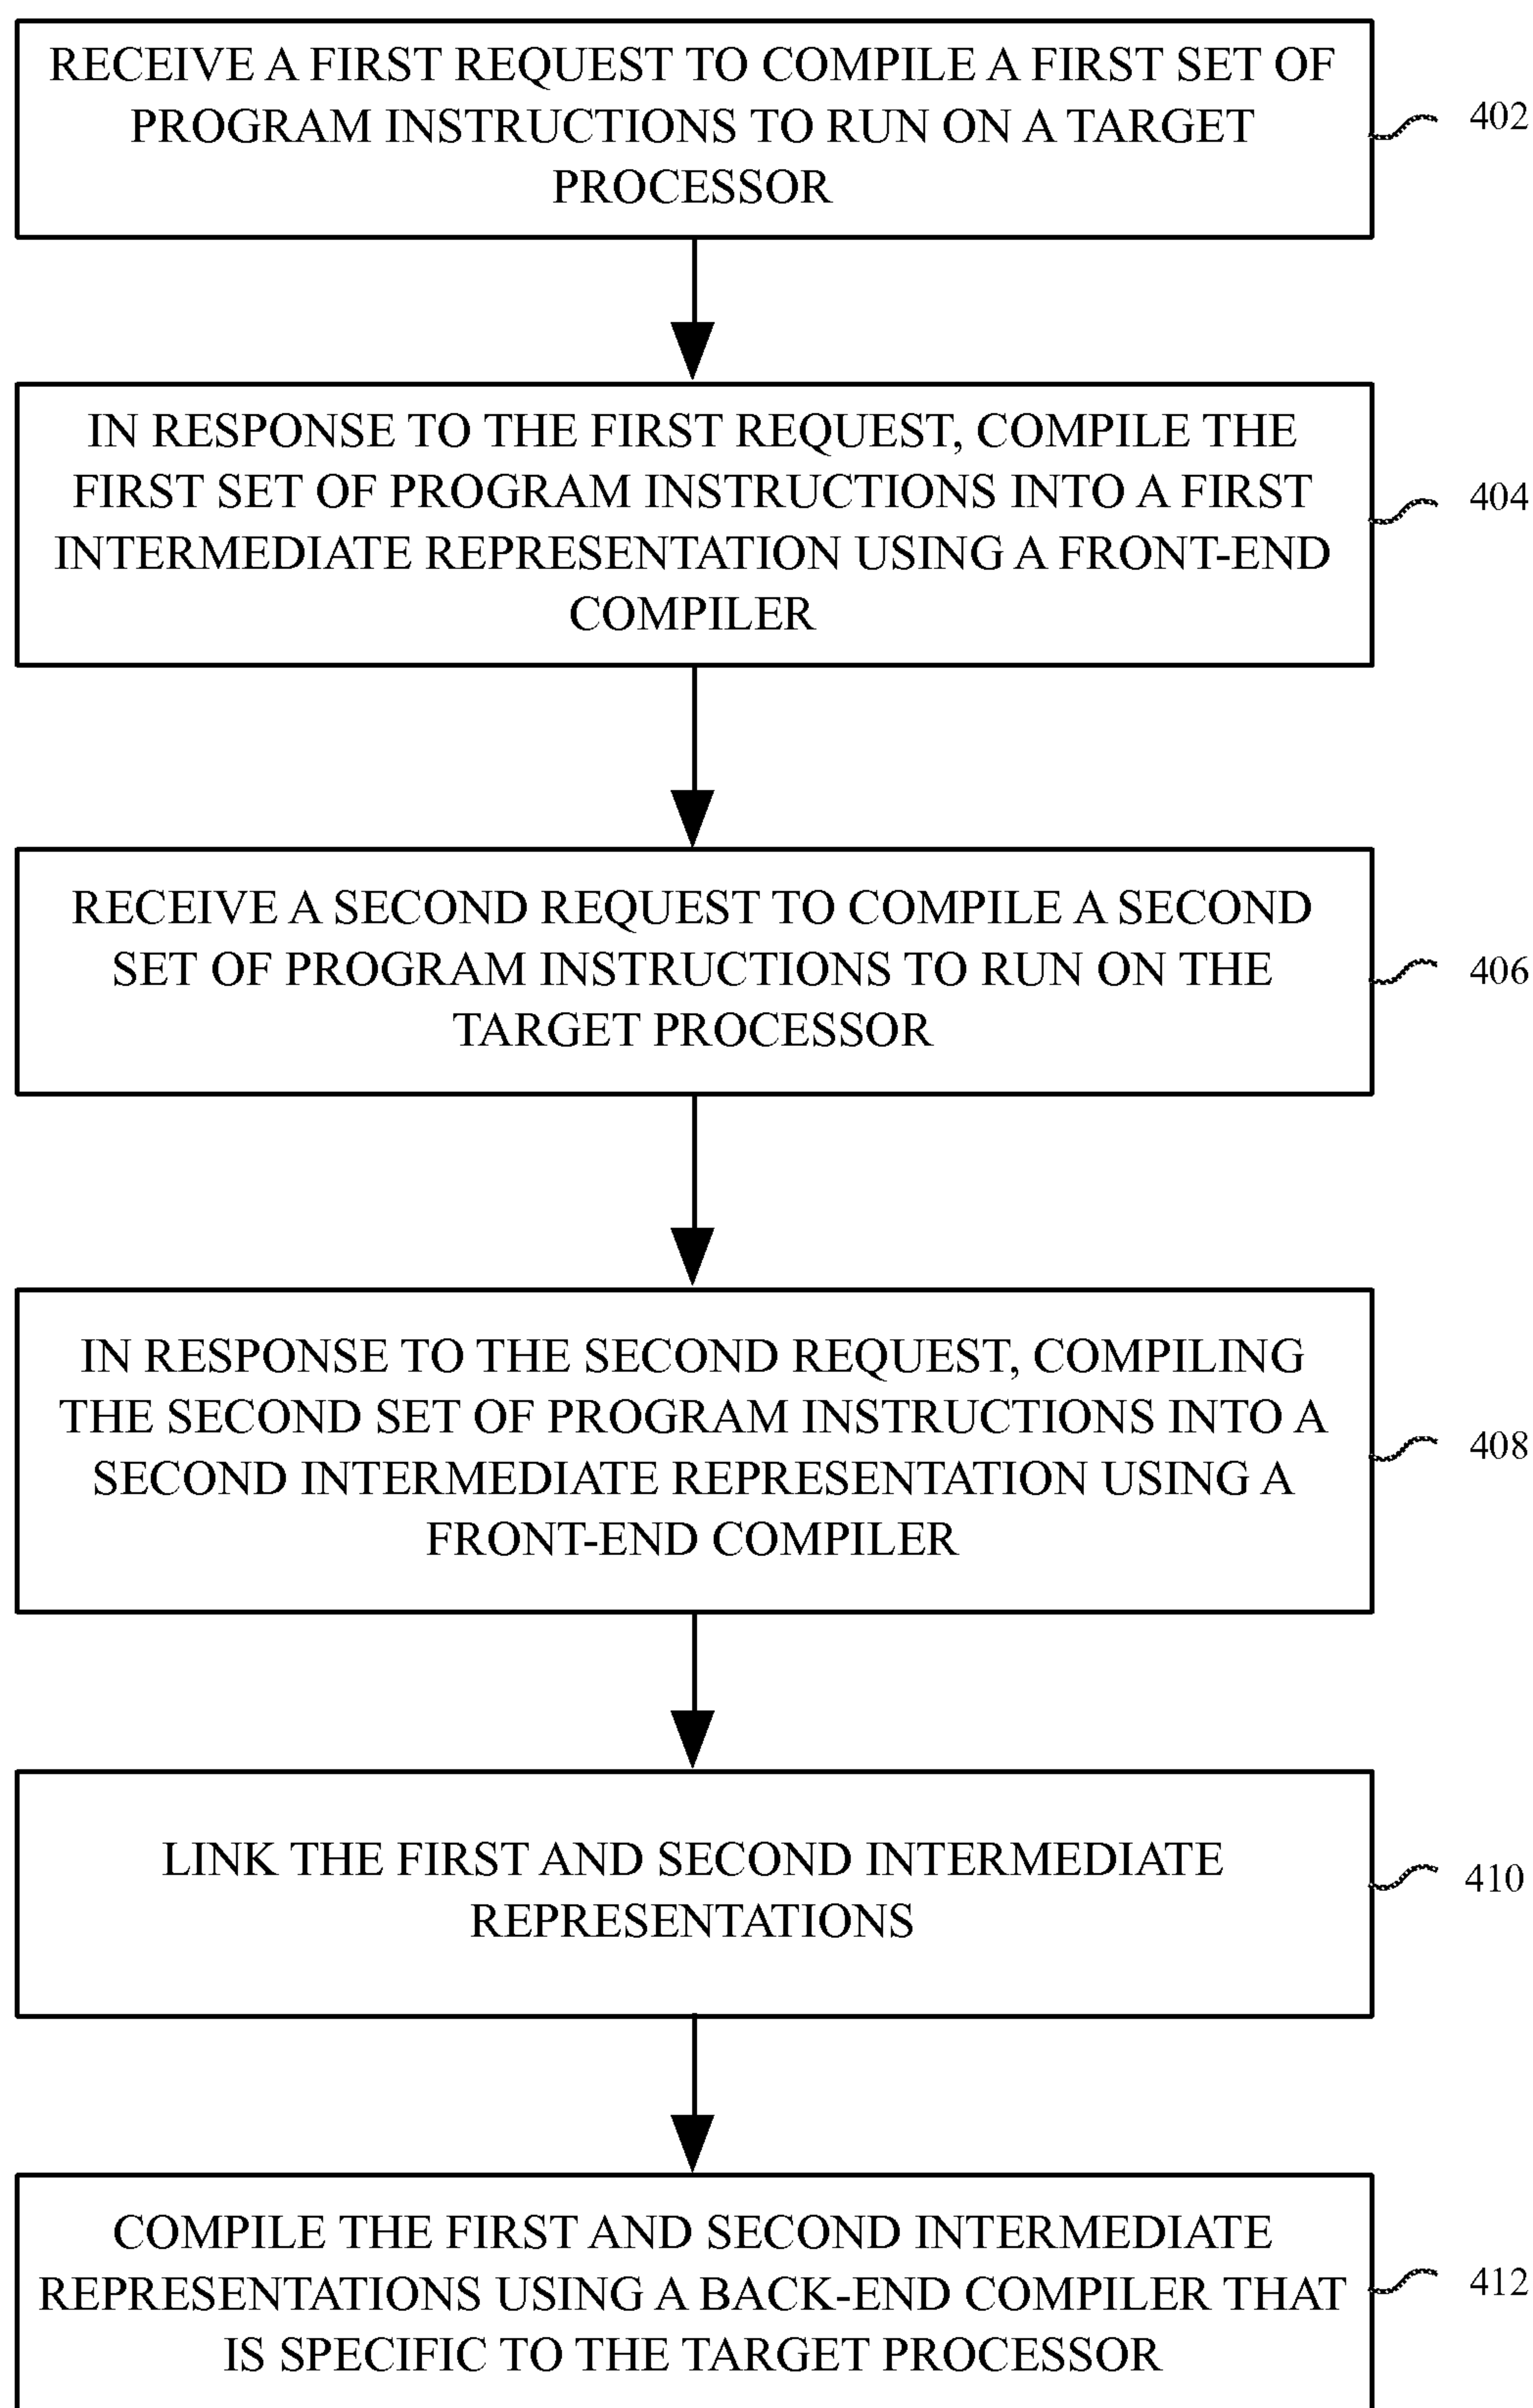 RECEIVE A FIRST REQUEST TO COMPILE A FIRST SET OF
PROGRAM INSTRUCTIONS TO RUN ON A TARGET
PROCESSOR
402
IN RESPONSE TO THE FIRST REQUEST, COMPILE THE
FIRST SET OF PROGRAM INSTRUCTIONS INTO A FIRST
INTERMEDIATE REPRESENTATION USING A FRONT-END
COMPILER
404
RECEIVE A SECOND REQUEST TO COMPILE A SECOND
SET OF PROGRAM INSTRUCTIONS TO RUN ON THE
TARGET PROCESSOR
406
IN RESPONSE TO THE SECOND REQUEST, COMPILING
THE SECOND SET OF PROGRAM INSTRUCTIONS INTO A
SECOND INTERMEDIATE REPRESENTATION USING A
FRONT-END COMPILER
408
LINK THE FIRST AND SECOND INTERMEDIATE
REPRESENTATIONS
410
COMPILE THE FIRST AND SECOND INTERMEDIATE
REPRESENTATIONS USING A BACK-END COMPILER THAT
IS SPECIFIC TO THE TARGET PROCESSOR
412